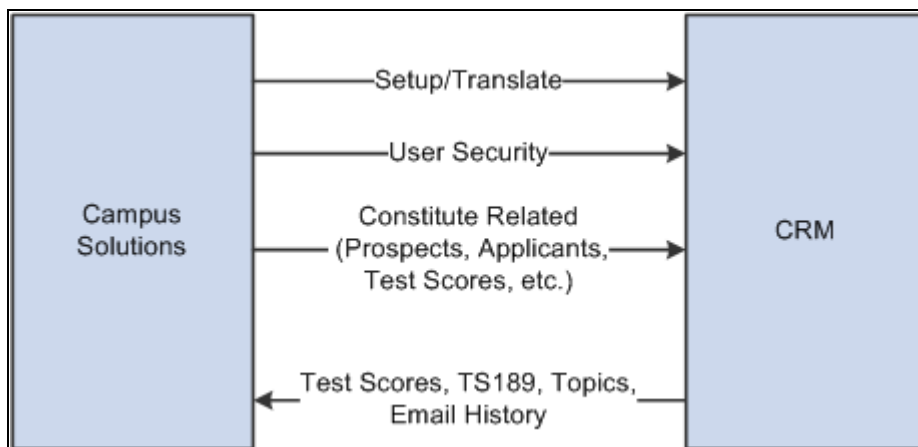 Setup/Translate
User Security
Campus
Solutions
Constitute Related
(Prospects, Applicants,
Test Scores, etc.)
CRM
Test Scores, TS189, Topics,
Email History